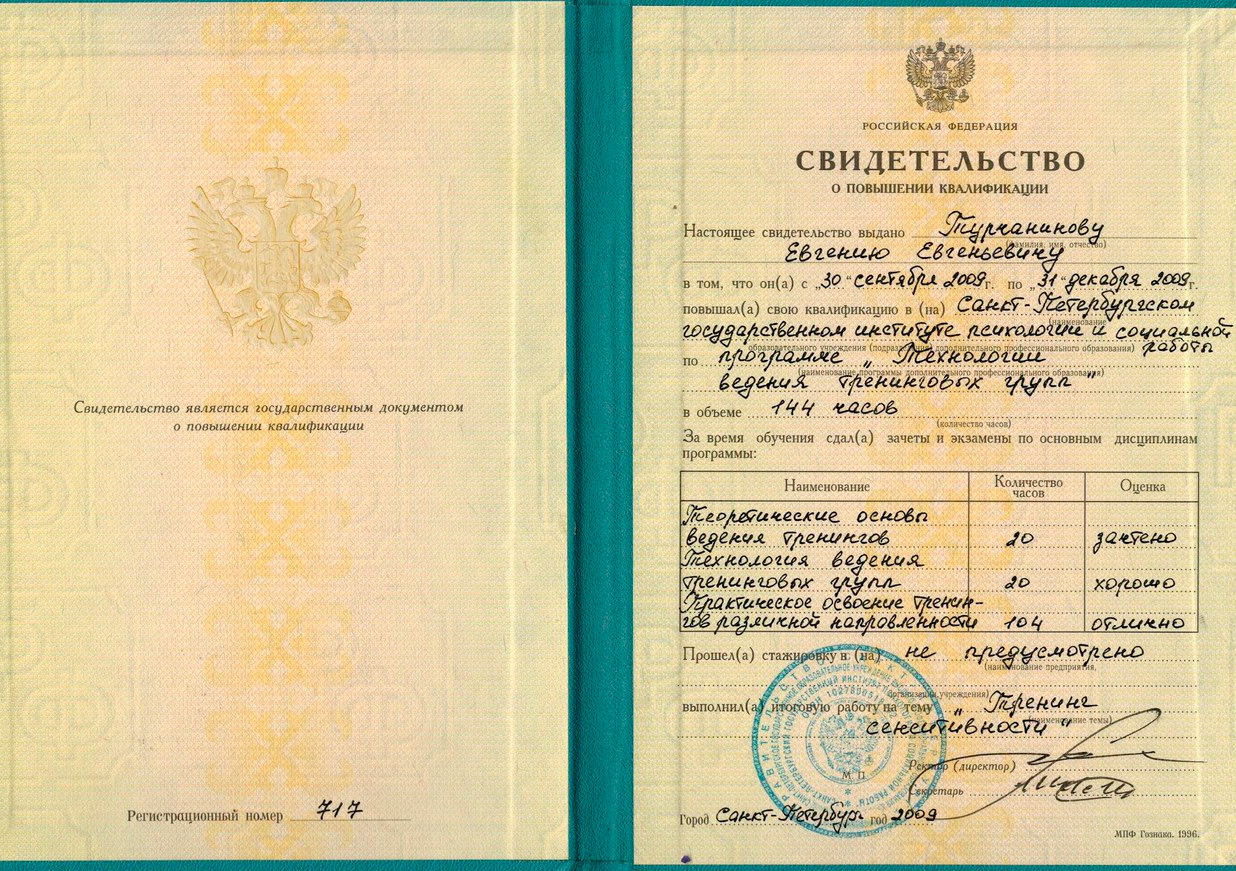 Свидетельство является государственным документом
о повышении квалификации
Регистрационный номер 717
РОССИЙСКАЯ ФЕДЕРАЦИЯ
СВИДЕТЕЛЬСТВО
О ПОВЫШЕНИИ КВАЛИФИКАЦИИ
Настоящее свидетельство выдано Турчанинову
(фамилия, имя, отчество)
Евгению Евгеньевичу
в том, что он(а) с „30“ сентября 2009г. по „31“ декабря 2009г.
повышал(а) свою квалификацию в (на) Санкт-Петербургском
(наименование
государственном институте психологии и социальной
образовательного учреждения (подразделения) дополнительного профессионального образования) работы
по программе „Технологии
(наименование программы дополнительного профессионального образования)
ведения тренинговых групп"
в объеме 144 часов
(количество часов)
За время обучения сдал(а) зачеты и экзамены по основным дисциплинам
программы:
Наименование Количество часов Оценка
Теоретические основы
ведения тренингов 20 зачтено
Технология ведения
тренинговых групп 20 хорошо
Практическое освоение тренин-
гов различной направленности 104 отлично
Прошел(а) стажировку в (на) не предусмотрено
(наименование предприятия,
организации, учреждения)
выполнил(а) итоговую работу на тему „Тренинг
(наименование темы)
сенситивности"
М П
Ректор (директор)
Секретарь
Город Санкт-Петербург год 2009
МПФ Гознака. 1996.